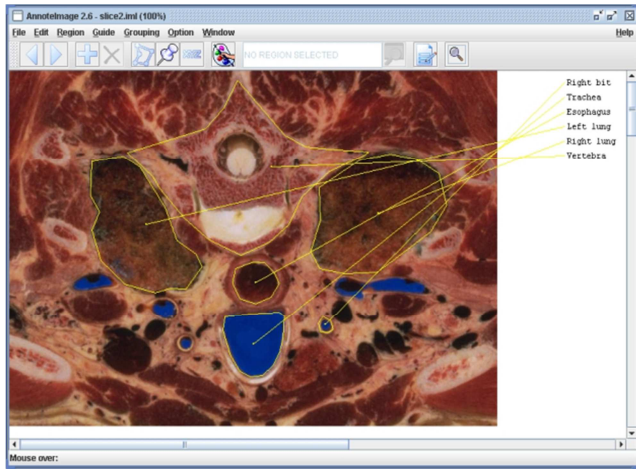 AnnoteImage 2.6 - slice2.iml (100%)
File Edit Region Guide Grouping Option Window Help
NO REGION SELECTED
Right bit
Trachea
Esophagus
Left lung
Right lung
Vertebra
Mouse over: